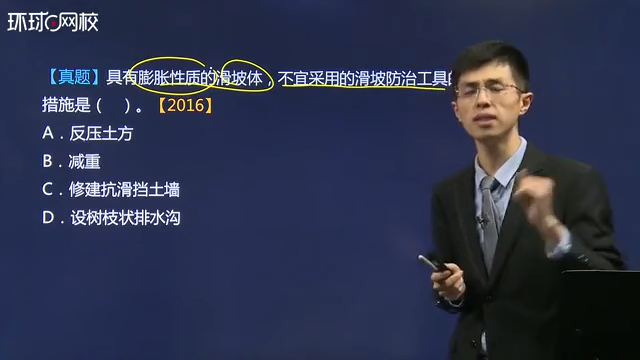 环球网校
【真题】具有膨胀性质的滑坡体，不宜采用的滑坡防治工具的
措施是（　）。【2016】
A．反压土方
B．减重
C．修建抗滑挡土墙
D．设树枝状排水沟